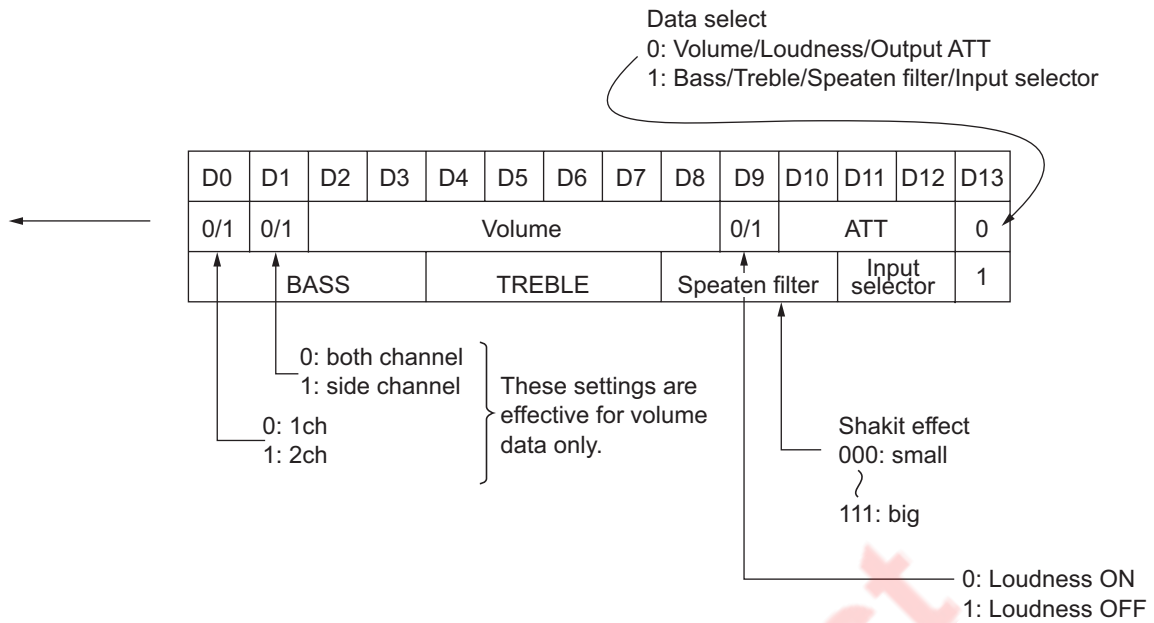 Data select
0: Volume/Loudness/Output ATT
1: Bass/Treble/Speaten filter/Input selector
D0 D1 D2 D3 D4 D5 D6 D7 D8 D9 D10 D11 D12 D13
0/1 0/1 Volume 0/1 ATT 0
BASS TREBLE Speaten filter Input selector 1
0: both channel
1: side channel
0: 1ch
1: 2ch
These settings are
effective for volume
data only.
Shakit effect
000: small
111: big
0: Loudness ON
1: Loudness OFF